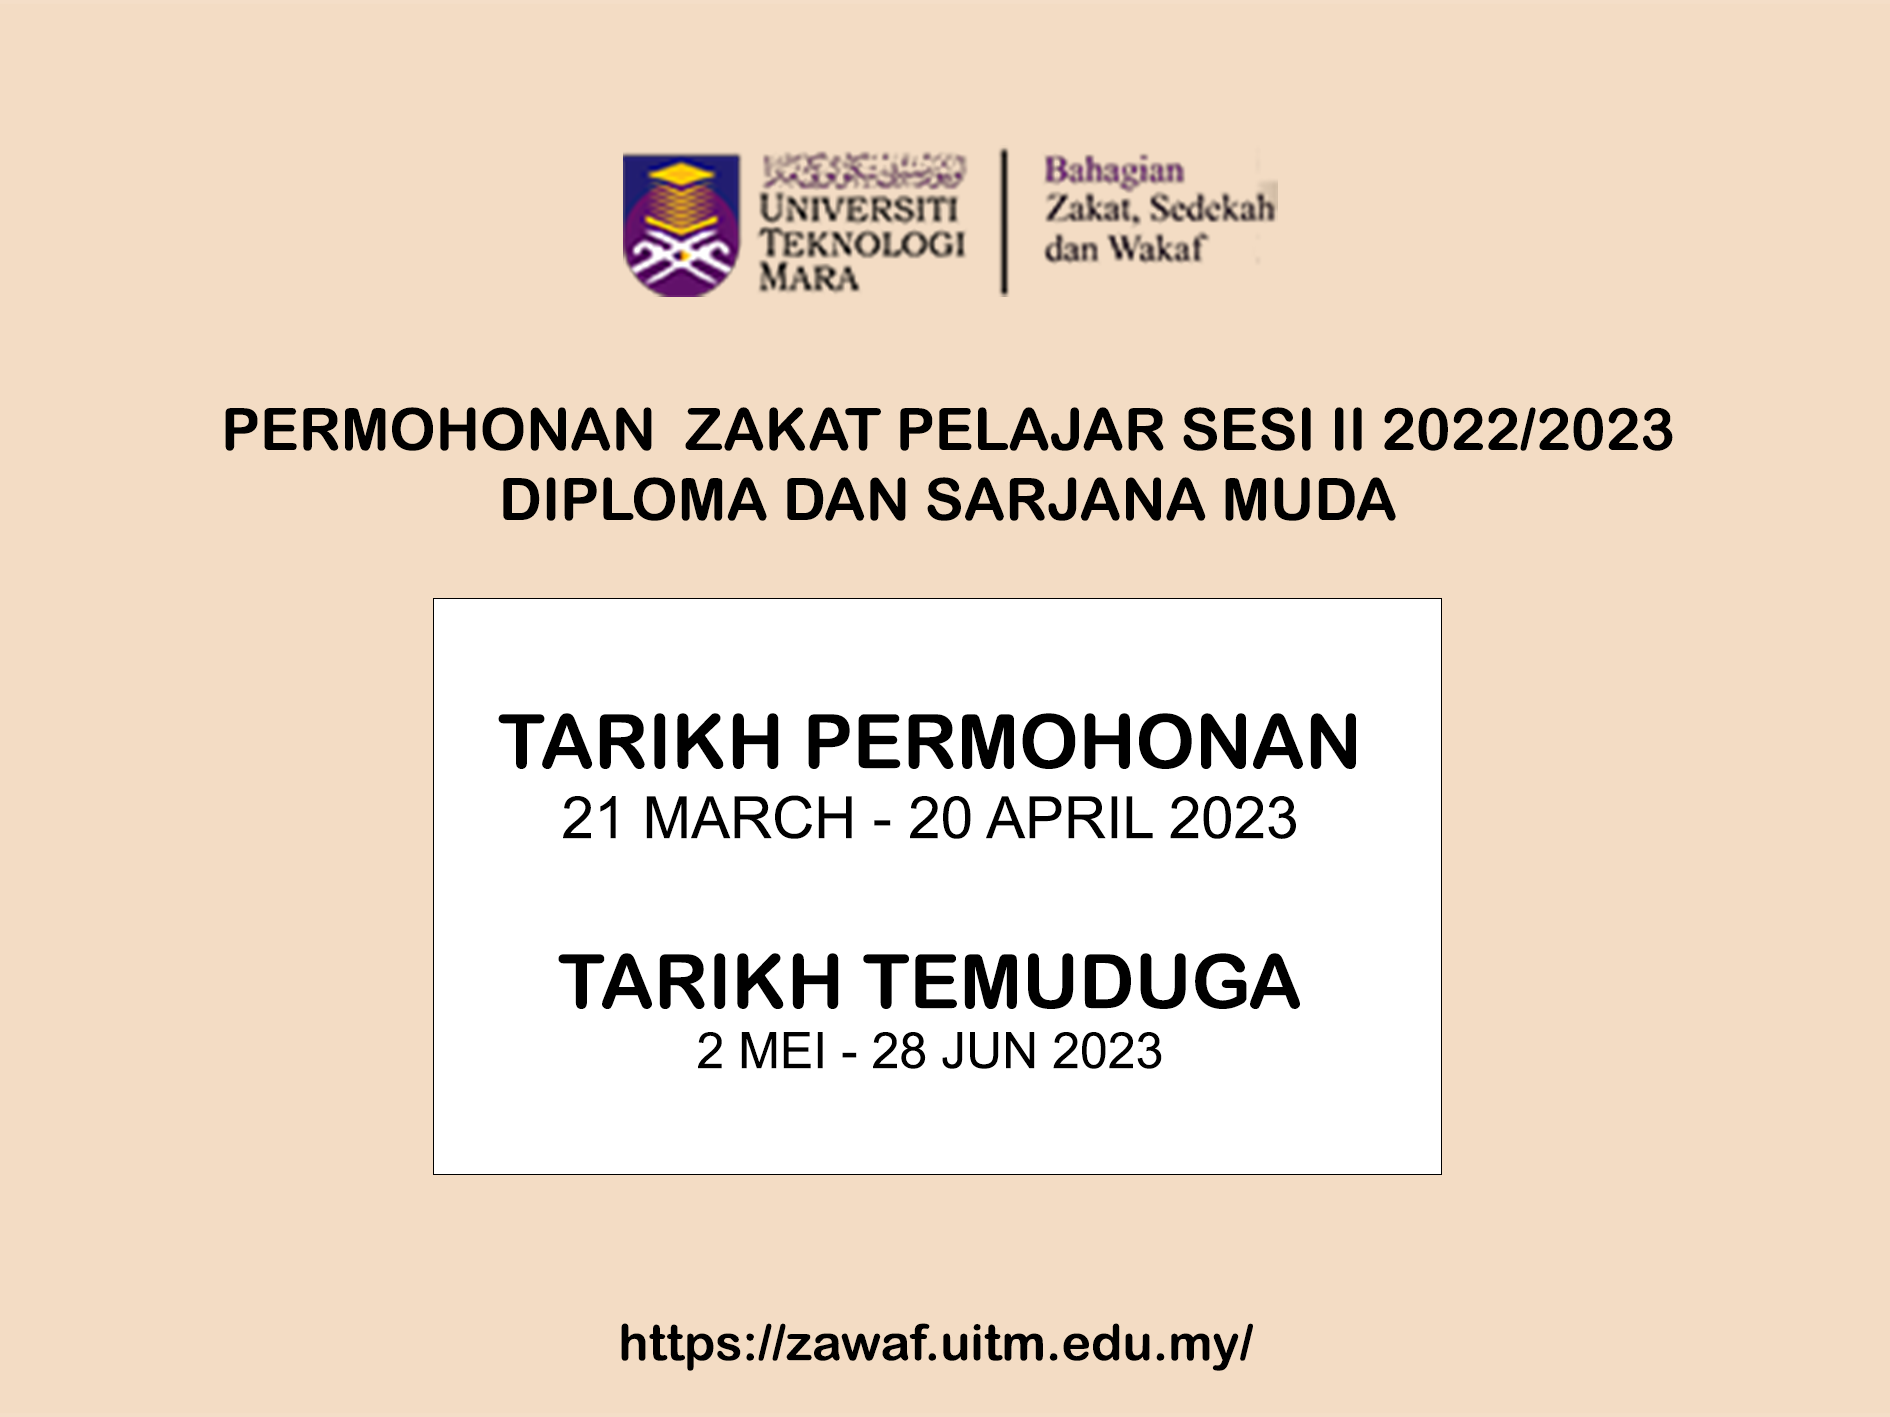 UNIVERSITI
TEKNOLOGI
MARA
Bahagian
Zakat, Sedekah
dan Wakaf
PERMOHONAN  ZAKAT PELAJAR SESI II 2022/2023
DIPLOMA DAN SARJANA MUDA
TARIKH PERMOHONAN
21 MARCH - 20 APRIL 2023
TARIKH TEMUDUGA
2 MEI - 28 JUN 2023
https://zawaf.uitm.edu.my/